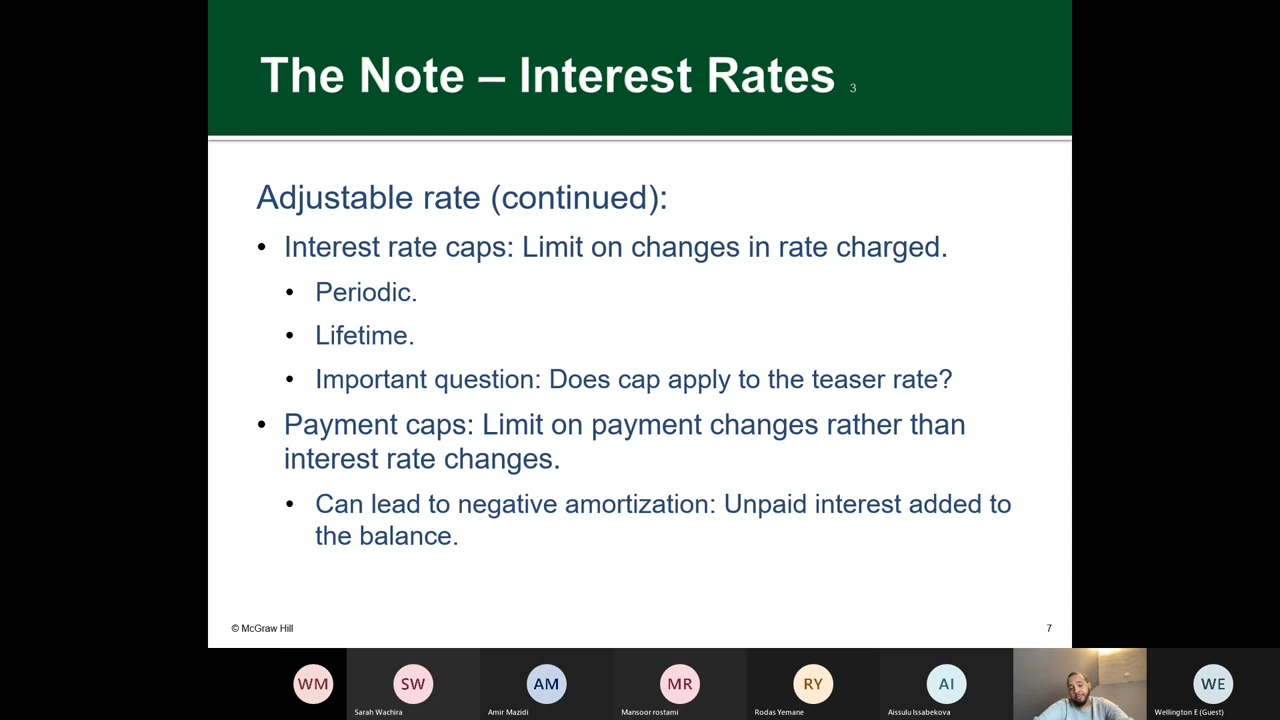 The Note – Interest Rates 3
Adjustable rate (continued):
• Interest rate caps: Limit on changes in rate charged.
• Periodic.
• Lifetime.
• Important question: Does cap apply to the teaser rate?
• Payment caps: Limit on payment changes rather than
interest rate changes.
• Can lead to negative amortization: Unpaid interest added to
the balance.
© McGraw Hill
7
WM
SW
AM
MR
RY
AI
WE
Sarah Wachira
Amir Mazidi
Mansoor rostami
Rodas Yemane
Aissulu Issabekova
Wellington E (Guest)